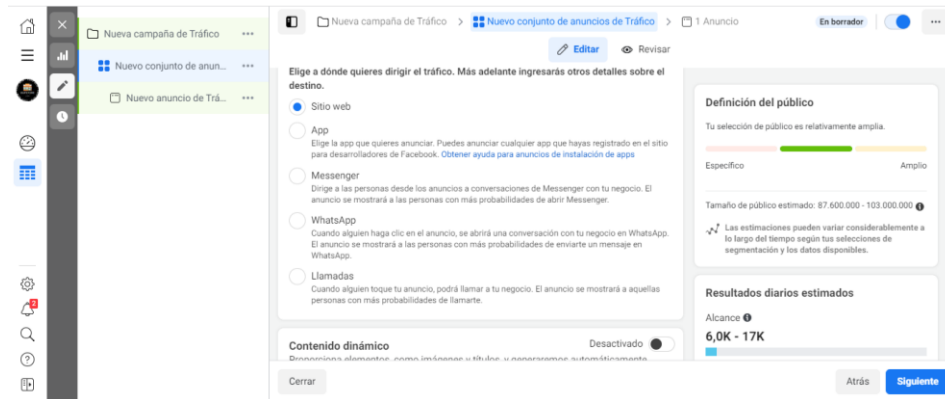 Nueva campaña de Tráfico
Nuevo conjunto de anun...
Nuevo anuncio de Trá...
2
Nueva campaña de Tráfico > Nuevo conjunto de anuncios de Tráfico > 1 Anuncio
En borrador
Editar
Revisar
Elige a dónde quieres dirigir el tráfico. Más adelante ingresarás otros detalles sobre el
destino.
Sitio web
App
Elige la app que quieres anunciar. Puedes anunciar cualquier app que hayas registrado en el sitio
para desarrolladores de Facebook. Obtener ayuda para anuncios de instalación de apps
Messenger
Dirige a las personas desde los anuncios a conversaciones de Messenger con tu negocio. El
anuncio se mostrará a las personas con más probabilidades de abrir Messenger.
WhatsApp
Cuando alguien haga clic en el anuncio, se abrirá una conversación con tu negocio en WhatsApp.
El anuncio se mostrará a las personas con más probabilidades de enviarte un mensaje en
WhatsApp.
Llamadas
Cuando alguien toque tu anuncio, podrá llamar a tu negocio. El anuncio se mostrará a aquellas
personas con más probabilidades de llamarte.
Contenido dinámico
Desactivado
Proporciona elementos, como imágenes y títulos, y generaremos automáticamente
Definición del público
Tu selección de público es relativamente amplia.
Específico
Amplio
Tamaño de público estimado: 87.600.000 - 103.000.000
Las estimaciones pueden variar considerablemente a
lo largo del tiempo según tus selecciones de
segmentación y los datos disponibles.
Resultados diarios estimados
Alcance
6,0K - 17K
Cerrar
Atrás
Siguiente